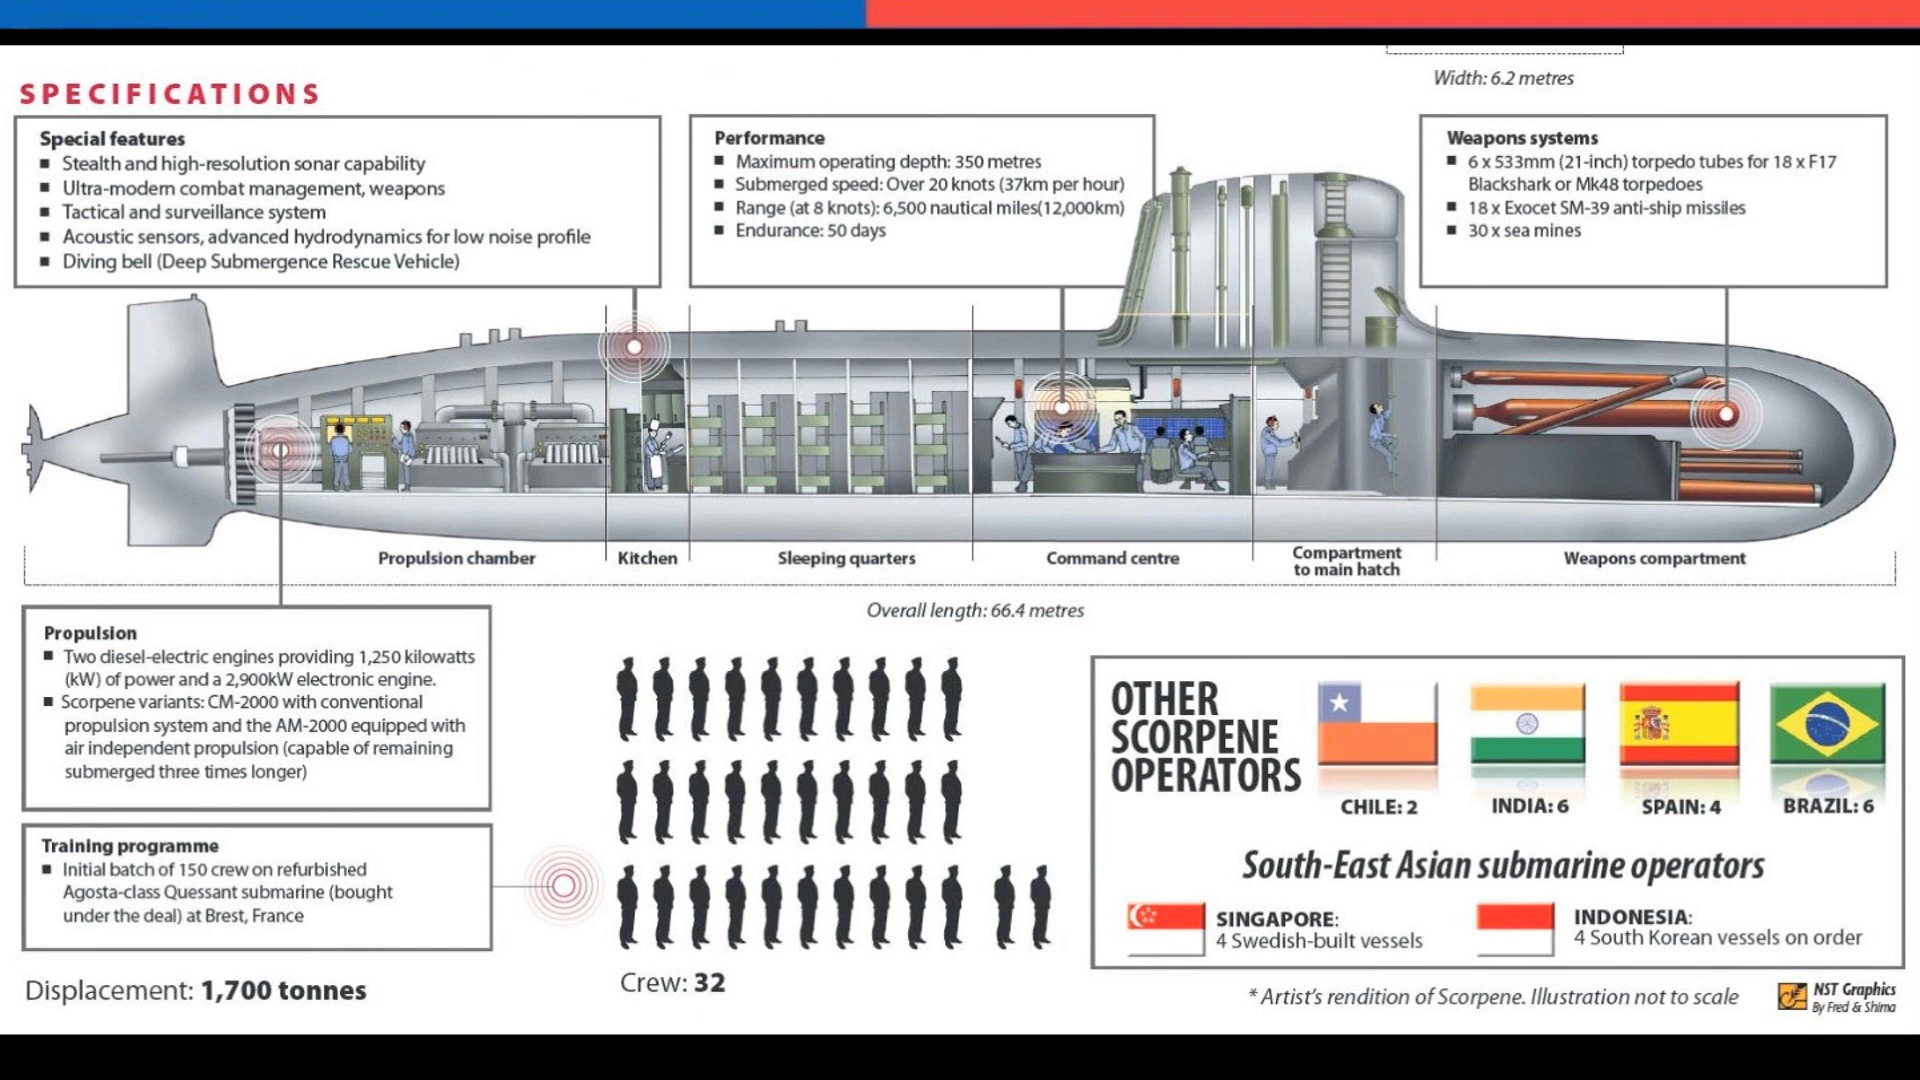 Width: 6.2 metres
SPECIFICATIONS
Special features
■ Stealth and high-resolution sonar capability
■ Ultra-modern combat management, weapons
■ Tactical and surveillance system
■ Acoustic sensors, advanced hydrodynamics for low noise profile
■ Diving bell (Deep Submergence Rescue Vehicle)
Performance
■ Maximum operating depth: 350 metres
■ Submerged speed: Over 20 knots (37km per hour)
■ Range (at 8 knots): 6,500 nautical miles(12,000km)
■ Endurance: 50 days
Weapons systems
■ 6 x 533mm (21-inch) torpedo tubes for 18 x F17
Blackshark or Mk48 torpedoes
■ 18 x Exocet SM-39 anti-ship missiles
■ 30 x sea mines
Propulsion chamber
Kitchen
Sleeping quarters
Command centre
Compartment
to main hatch
Weapons compartment
Overall length: 66.4 metres
Propulsion
■ Two diesel-electric engines providing 1,250 kilowatts
(kW) of power and a 2,900kW electronic engine.
■ Scorpene variants: CM-2000 with conventional
propulsion system and the AM-2000 equipped with
air independent propulsion (capable of remaining
submerged three times longer)
Training programme
■ Initial batch of 150 crew on refurbished
Agosta-class Quessant submarine (bought
under the deal) at Brest, France
Displacement: 1,700 tonnes
Crew: 32
OTHER
SCORPENE
OPERATORS
CHILE: 2
INDIA: 6
SPAIN: 4
BRAZIL: 6
South-East Asian submarine operators
SINGAPORE:
4 Swedish-built vessels
INDONESIA:
4 South Korean vessels on order
* Artist's rendition of Scorpene. Illustration not to scale
NST Graphics
By Fred & Shima